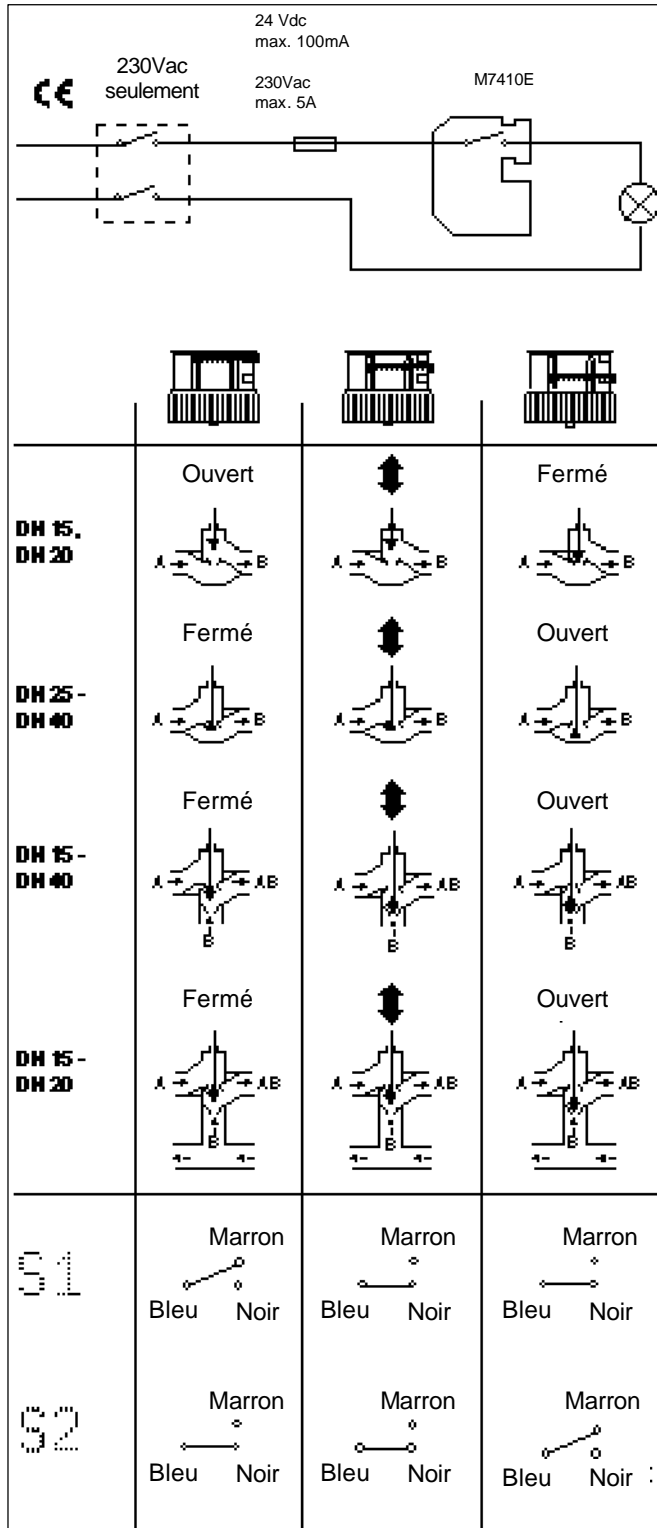 24 Vdc
max. 100mA
CE
230Vac
seulement
230Vac
max. 5A
M7410E
Ouvert
Fermé
DH 15,
DH 20
A B
A B
A B
Fermé
Ouvert
DH 25 -
DH 40
A B
A B
A B
Fermé
Ouvert
DH 15 -
DH 40
A AB
A AB
A AB
B
B
B
Fermé
Ouvert
DH 15 -
DH 20
A AB
A AB
A AB
B
B
B
S1
Marron
Marron
Marron
Bleu Noir
Bleu Noir
Bleu Noir
S2
Marron
Marron
Marron
Bleu Noir
Bleu Noir
Bleu Noir :